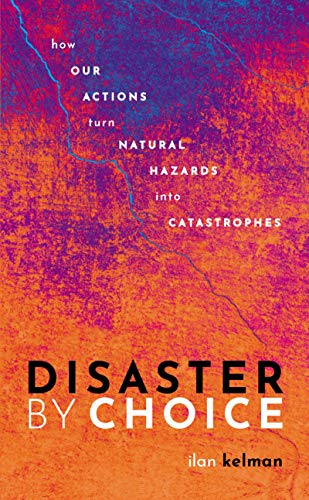 how
OUR
ACTIONS
turn
NATURAL
HAZARDS
into
CATASTROPHES
DISASTER
BY CHOICE
ilan kelman